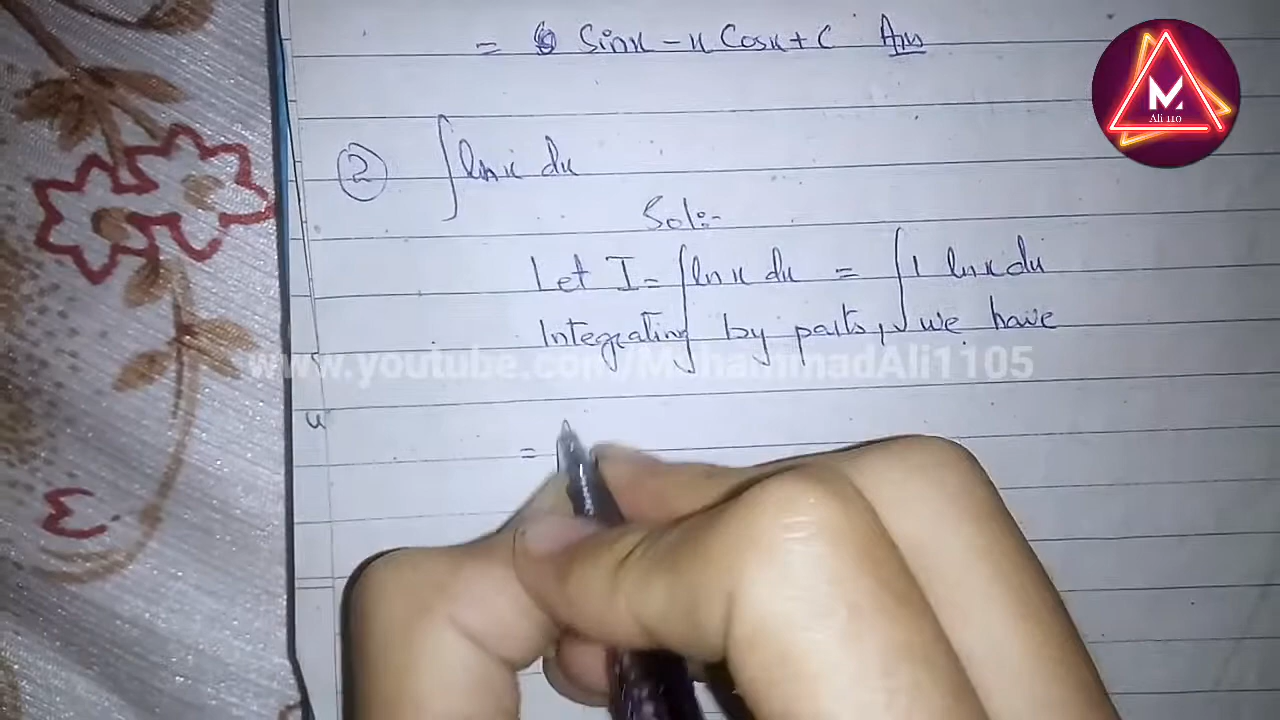 = Sinx - x Cosx + C Ans
M
Ali 110
② ∫ lnx dx
Sol:-
Let I = ∫ lnx dx = ∫ 1 lnx dx
Integrating by parts, we have
www.youtube.com/MuhammadAli1105
=